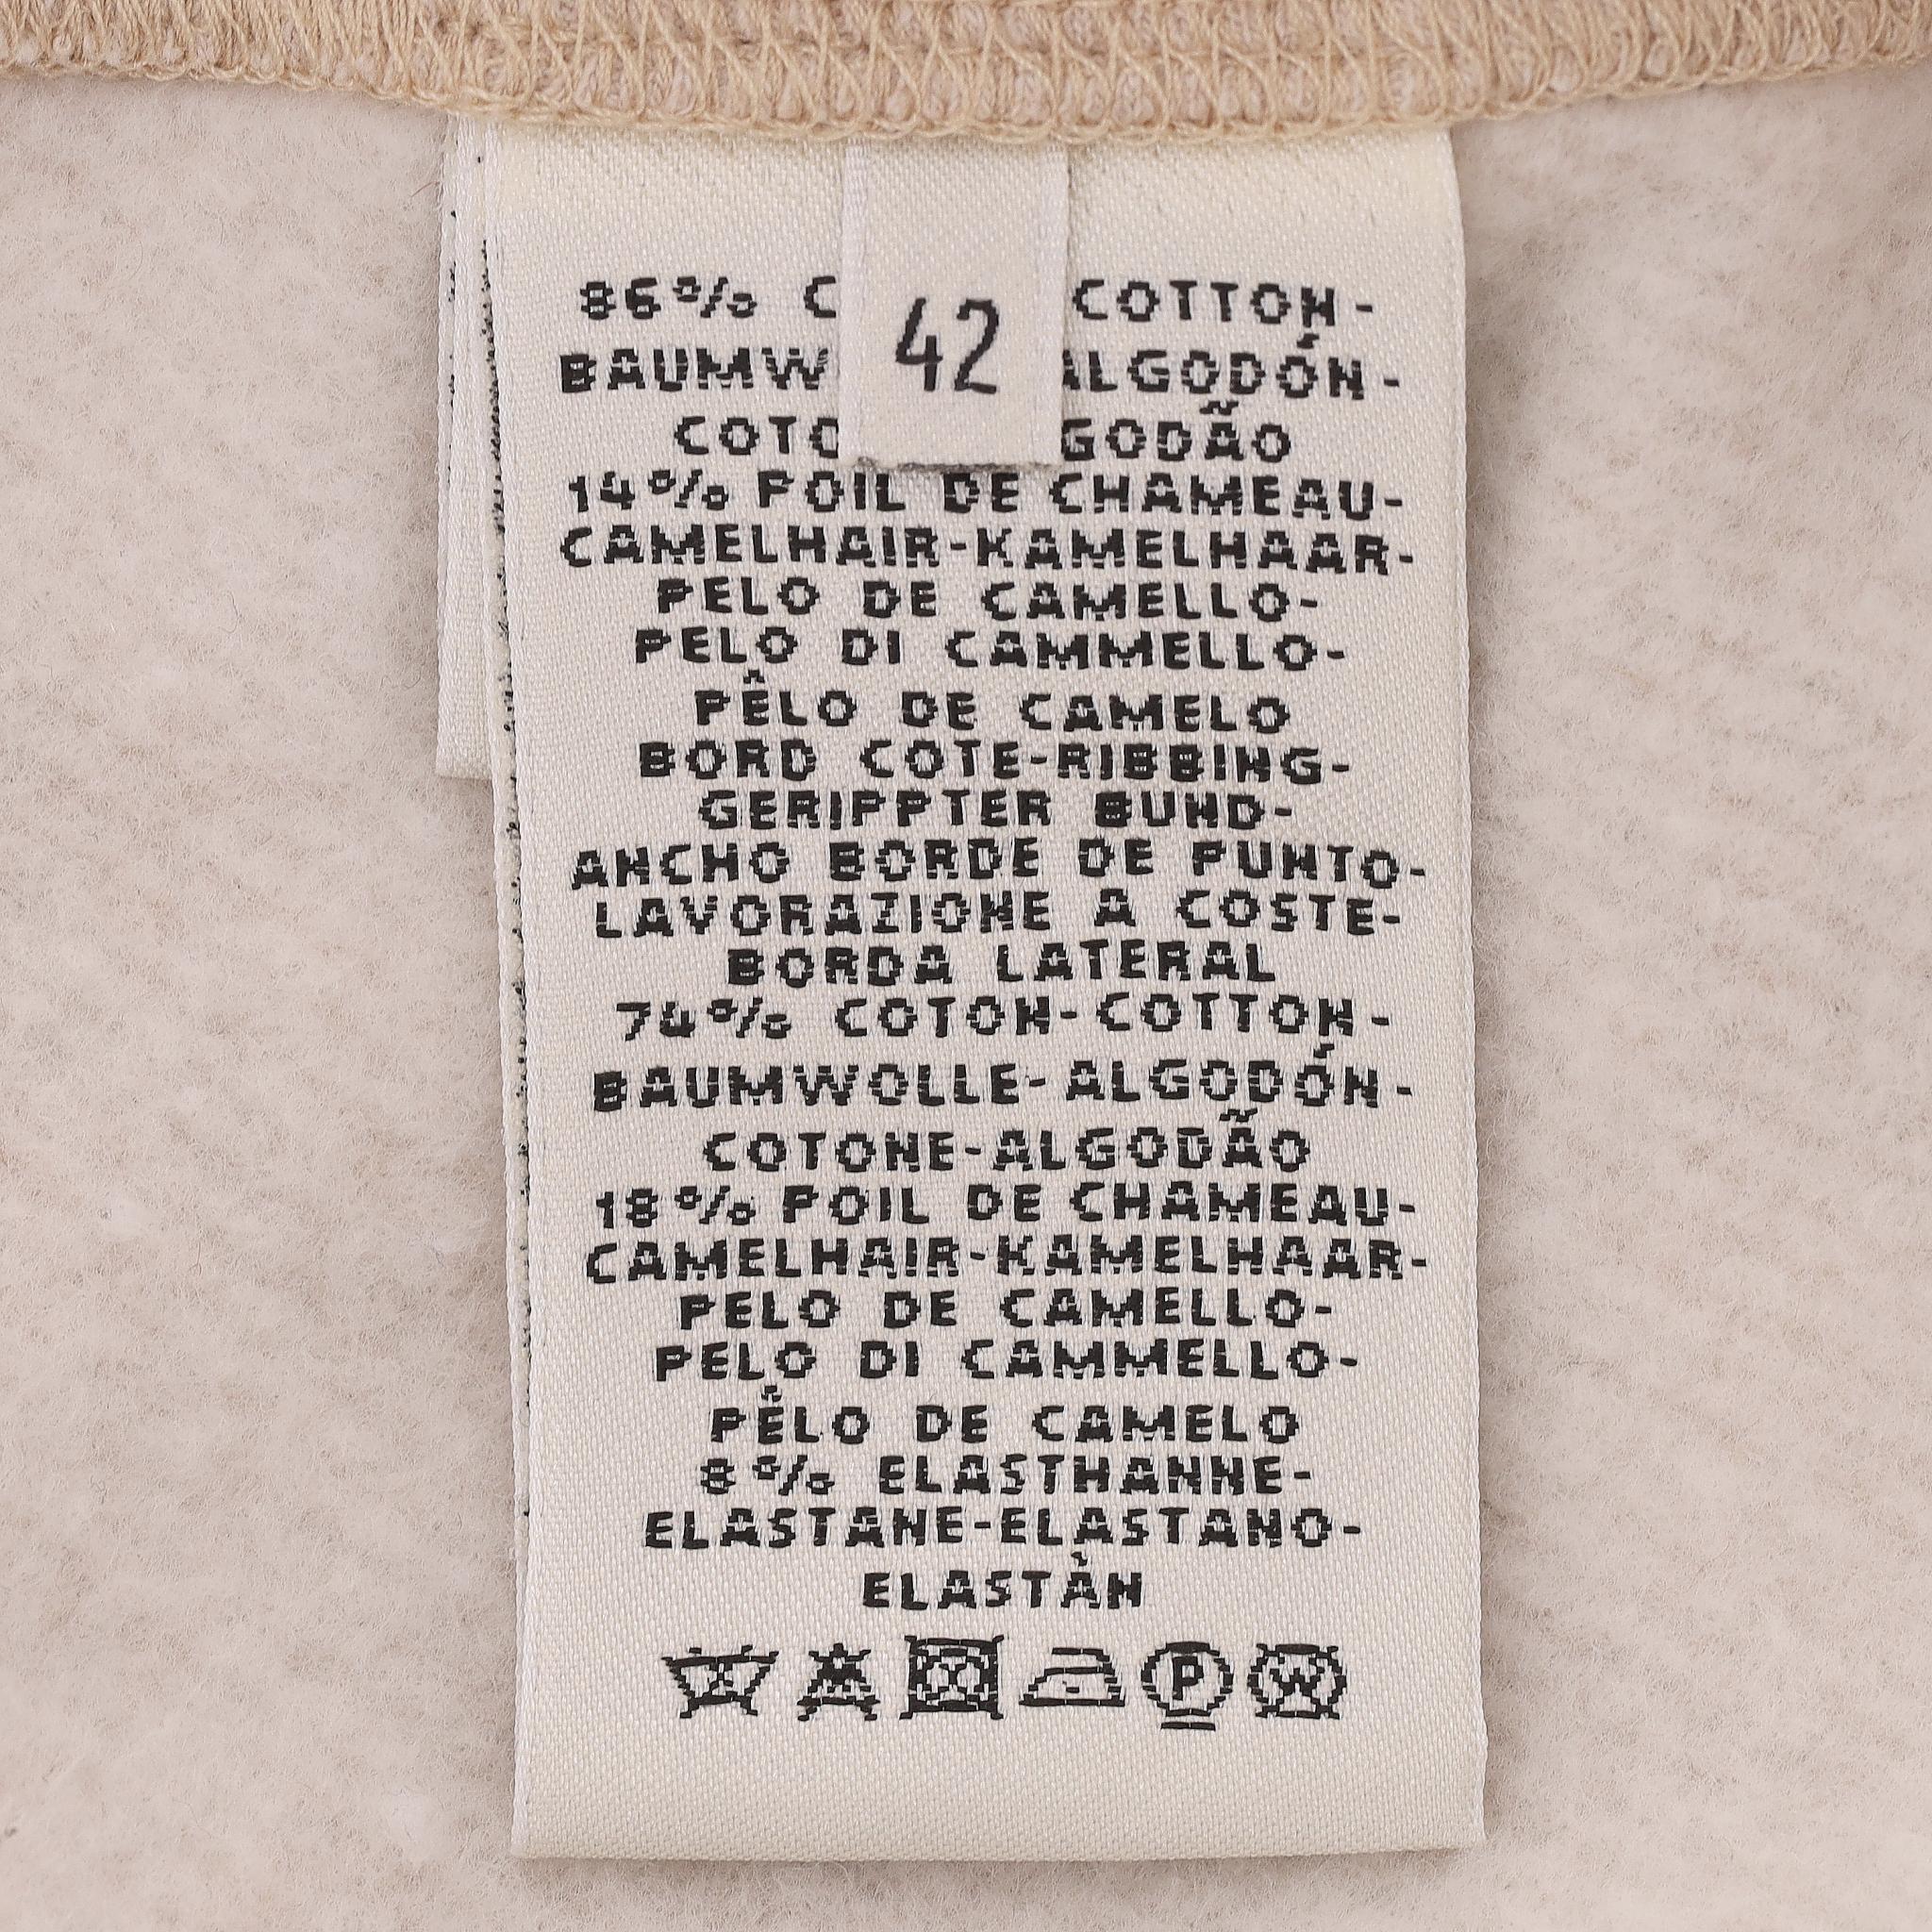 42
86% COTTON-
ALGODÓN-
14% POIL DE CHAMEAU-
CAMELHAIR-KAMELHAAR-
PELO DE CAMELLO-
PELO DI CAMMELLO-
PÊLO DE CAMELO
BORD COTE-RIBBING-
GERIPPTER BUND-
ANCHO BORDE DE PUNTO-
LAVORAZIONE A COSTE-
BORDA LATERAL
74% COTON-COTTON-
BAUMWOLLE-ALGODÓN-
COTONE-ALGODÃO
18% POIL DE CHAMEAU-
CAMELHAIR-KAMELHAAR-
PELO DE CAMELLO-
PELO DI CAMMELLO-
PÊLO DE CAMELO
8% ELASTHANNE-
ELASTANE-ELASTANO-
ELASTÀN
P W